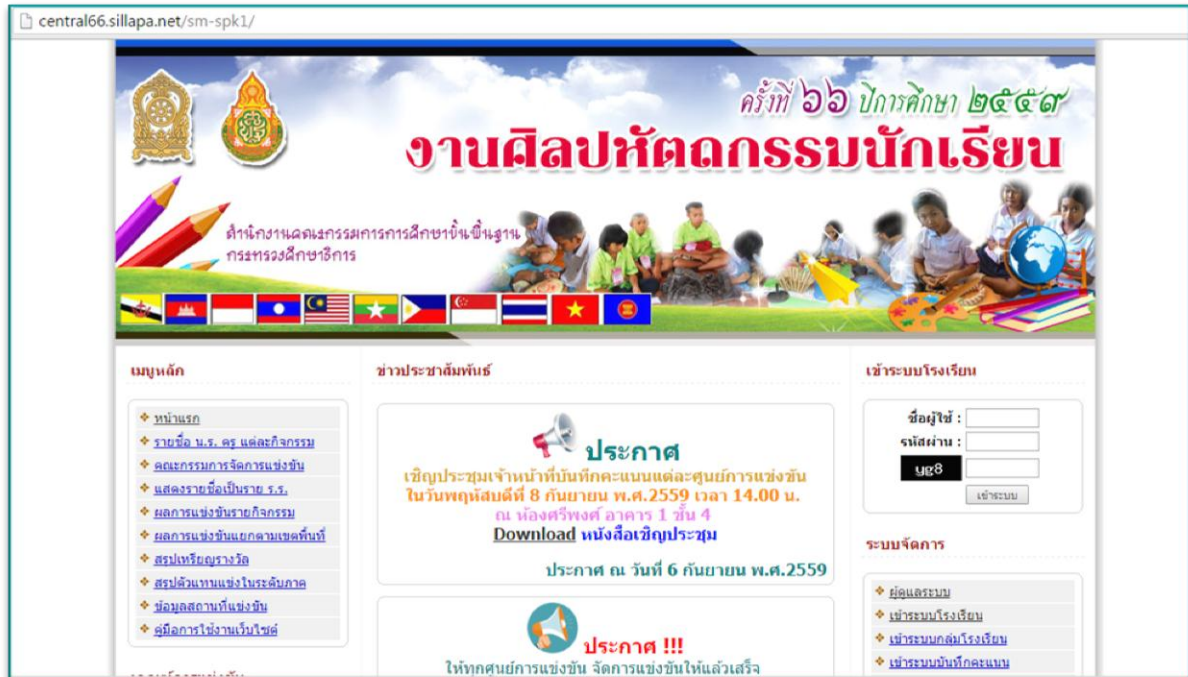 central66.sillapa.net/sm-spk1/
ครั้งที่ ๖๖ ปีการศึกษา ๒๕๕๙
งานศิลปหัตถกรรมนักเรียน
สำนักงานคณะกรรมการการศึกษาขั้นพื้นฐาน
กระทรวงศึกษาธิการ
เมนูหลัก
หน้าแรก
รายชื่อ น.ร. ครู แต่ละกิจกรรม
คณะกรรมการจัดการแข่งขัน
แสดงรายชื่อเป็นราย ร.ร.
ผลการแข่งขันรายกิจกรรม
ผลการแข่งขันแยกตามเขตพื้นที่
สรุปเหรียญรางวัล
สรุปตัวแทนแข่งในระดับภาค
ข้อมูลสถานที่แข่งขัน
คู่มือการใช้งานเว็บไซต์
ข่าวประชาสัมพันธ์
ประกาศ
เชิญประชุมเจ้าหน้าที่บันทึกคะแนนแต่ละศูนย์การแข่งขัน
ในวันพฤหัสบดีที่ 8 กันยายน พ.ศ.2559 เวลา 14.00 น.
ณ ห้องศรีพงศ์ อาคาร 1 ชั้น 4
Download หนังสือเชิญประชุม
ประกาศ ณ วันที่ 6 กันยายน พ.ศ.2559
ประกาศ !!!
ให้ทุกศูนย์การแข่งขัน จัดการแข่งขันให้แล้วเสร็จ
เข้าระบบโรงเรียน
ชื่อผู้ใช้ :
รหัสผ่าน :
yg8
เข้าระบบ
ระบบจัดการ
ผู้ดูแลระบบ
เข้าระบบโรงเรียน
เข้าระบบกลุ่มโรงเรียน
เข้าระบบบันทึกคะแนน